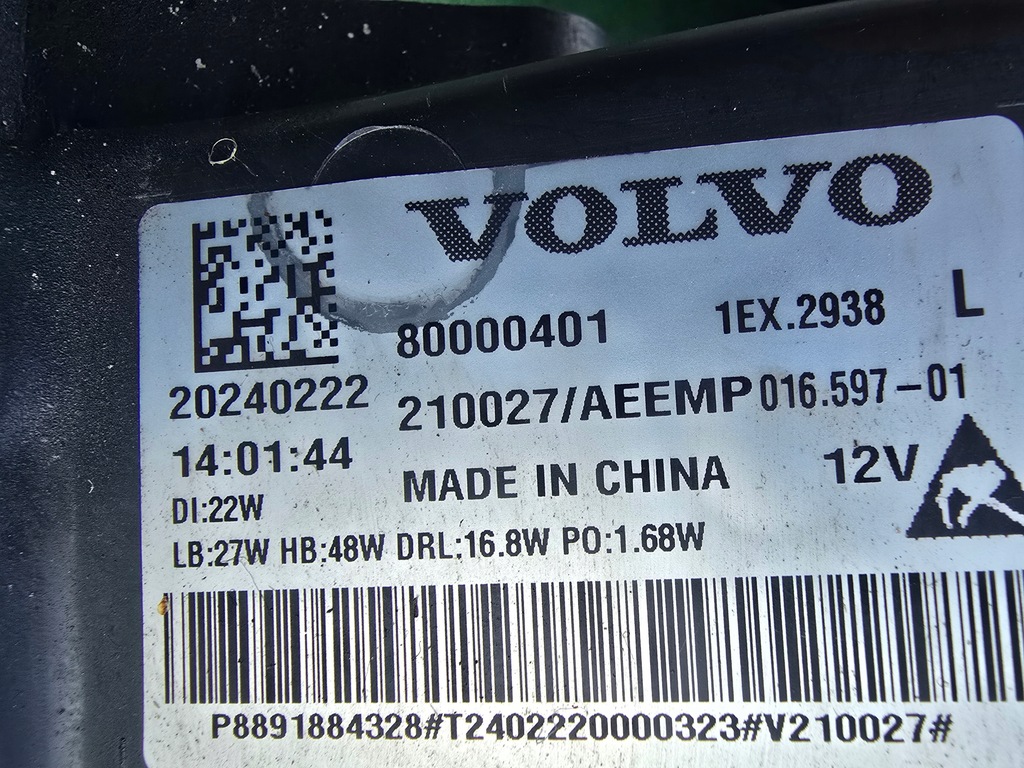 VOLVO
80000401 1EX.2938 L
20240222 210027/AEEMP 016.597-01
14:01:44 MADE IN CHINA 12V
DI:22W
LB:27W HB:48W DRL:16.8W PO:1.68W
P8891884328#T2402220000323#V210027#